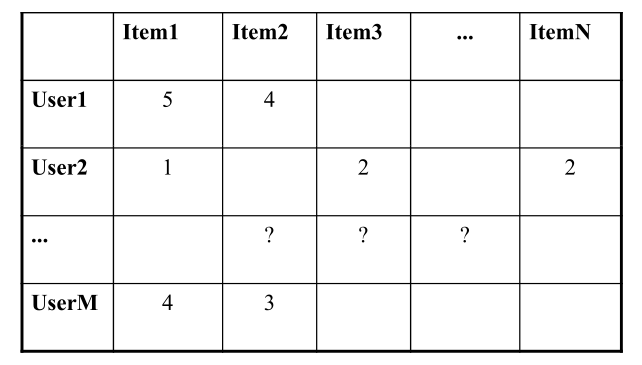 Item1 Item2 Item3 ... ItemN
User1 5 4
User2 1 2 2
... ? ? ?
UserM 4 3